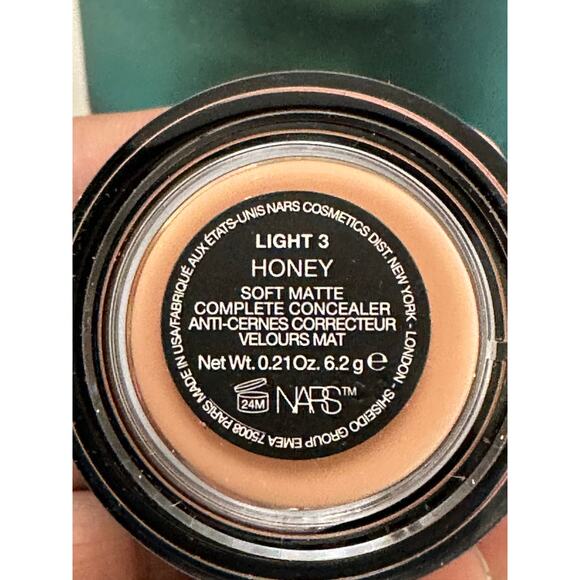 LIGHT 3
HONEY
SOFT MATTE
COMPLETE CONCEALER
ANTI-CERNES CORRECTEUR
VELOURS MAT
Net Wt. 0.21Oz. 6.2 g ℮
24M NARS™
MADE IN USA/FABRIQUÉ AUX ÉTATS-UNIS NARS COSMETICS DIST. NEW YORK - LONDON - SHISEIDO GROUP EMEA 75008 PARIS